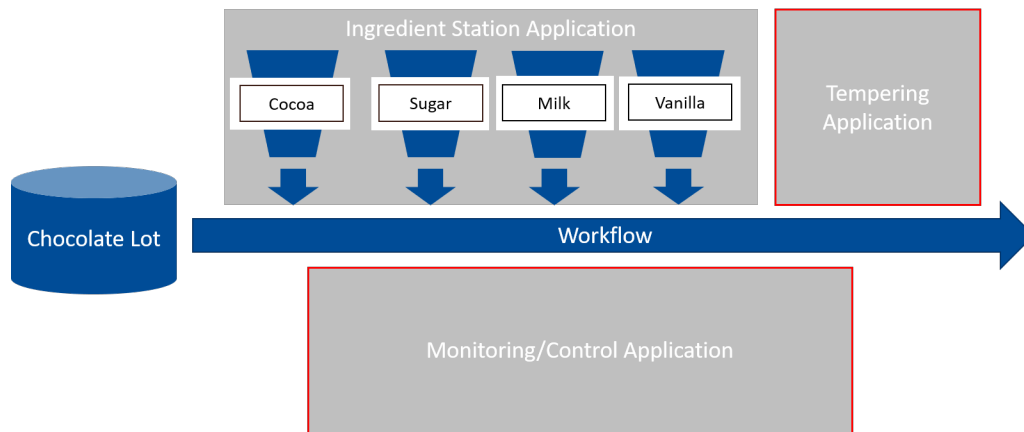 Ingredient Station Application
Cocoa
Sugar
Milk
Vanilla
Tempering
Application
Chocolate Lot
Workflow
Monitoring/Control Application